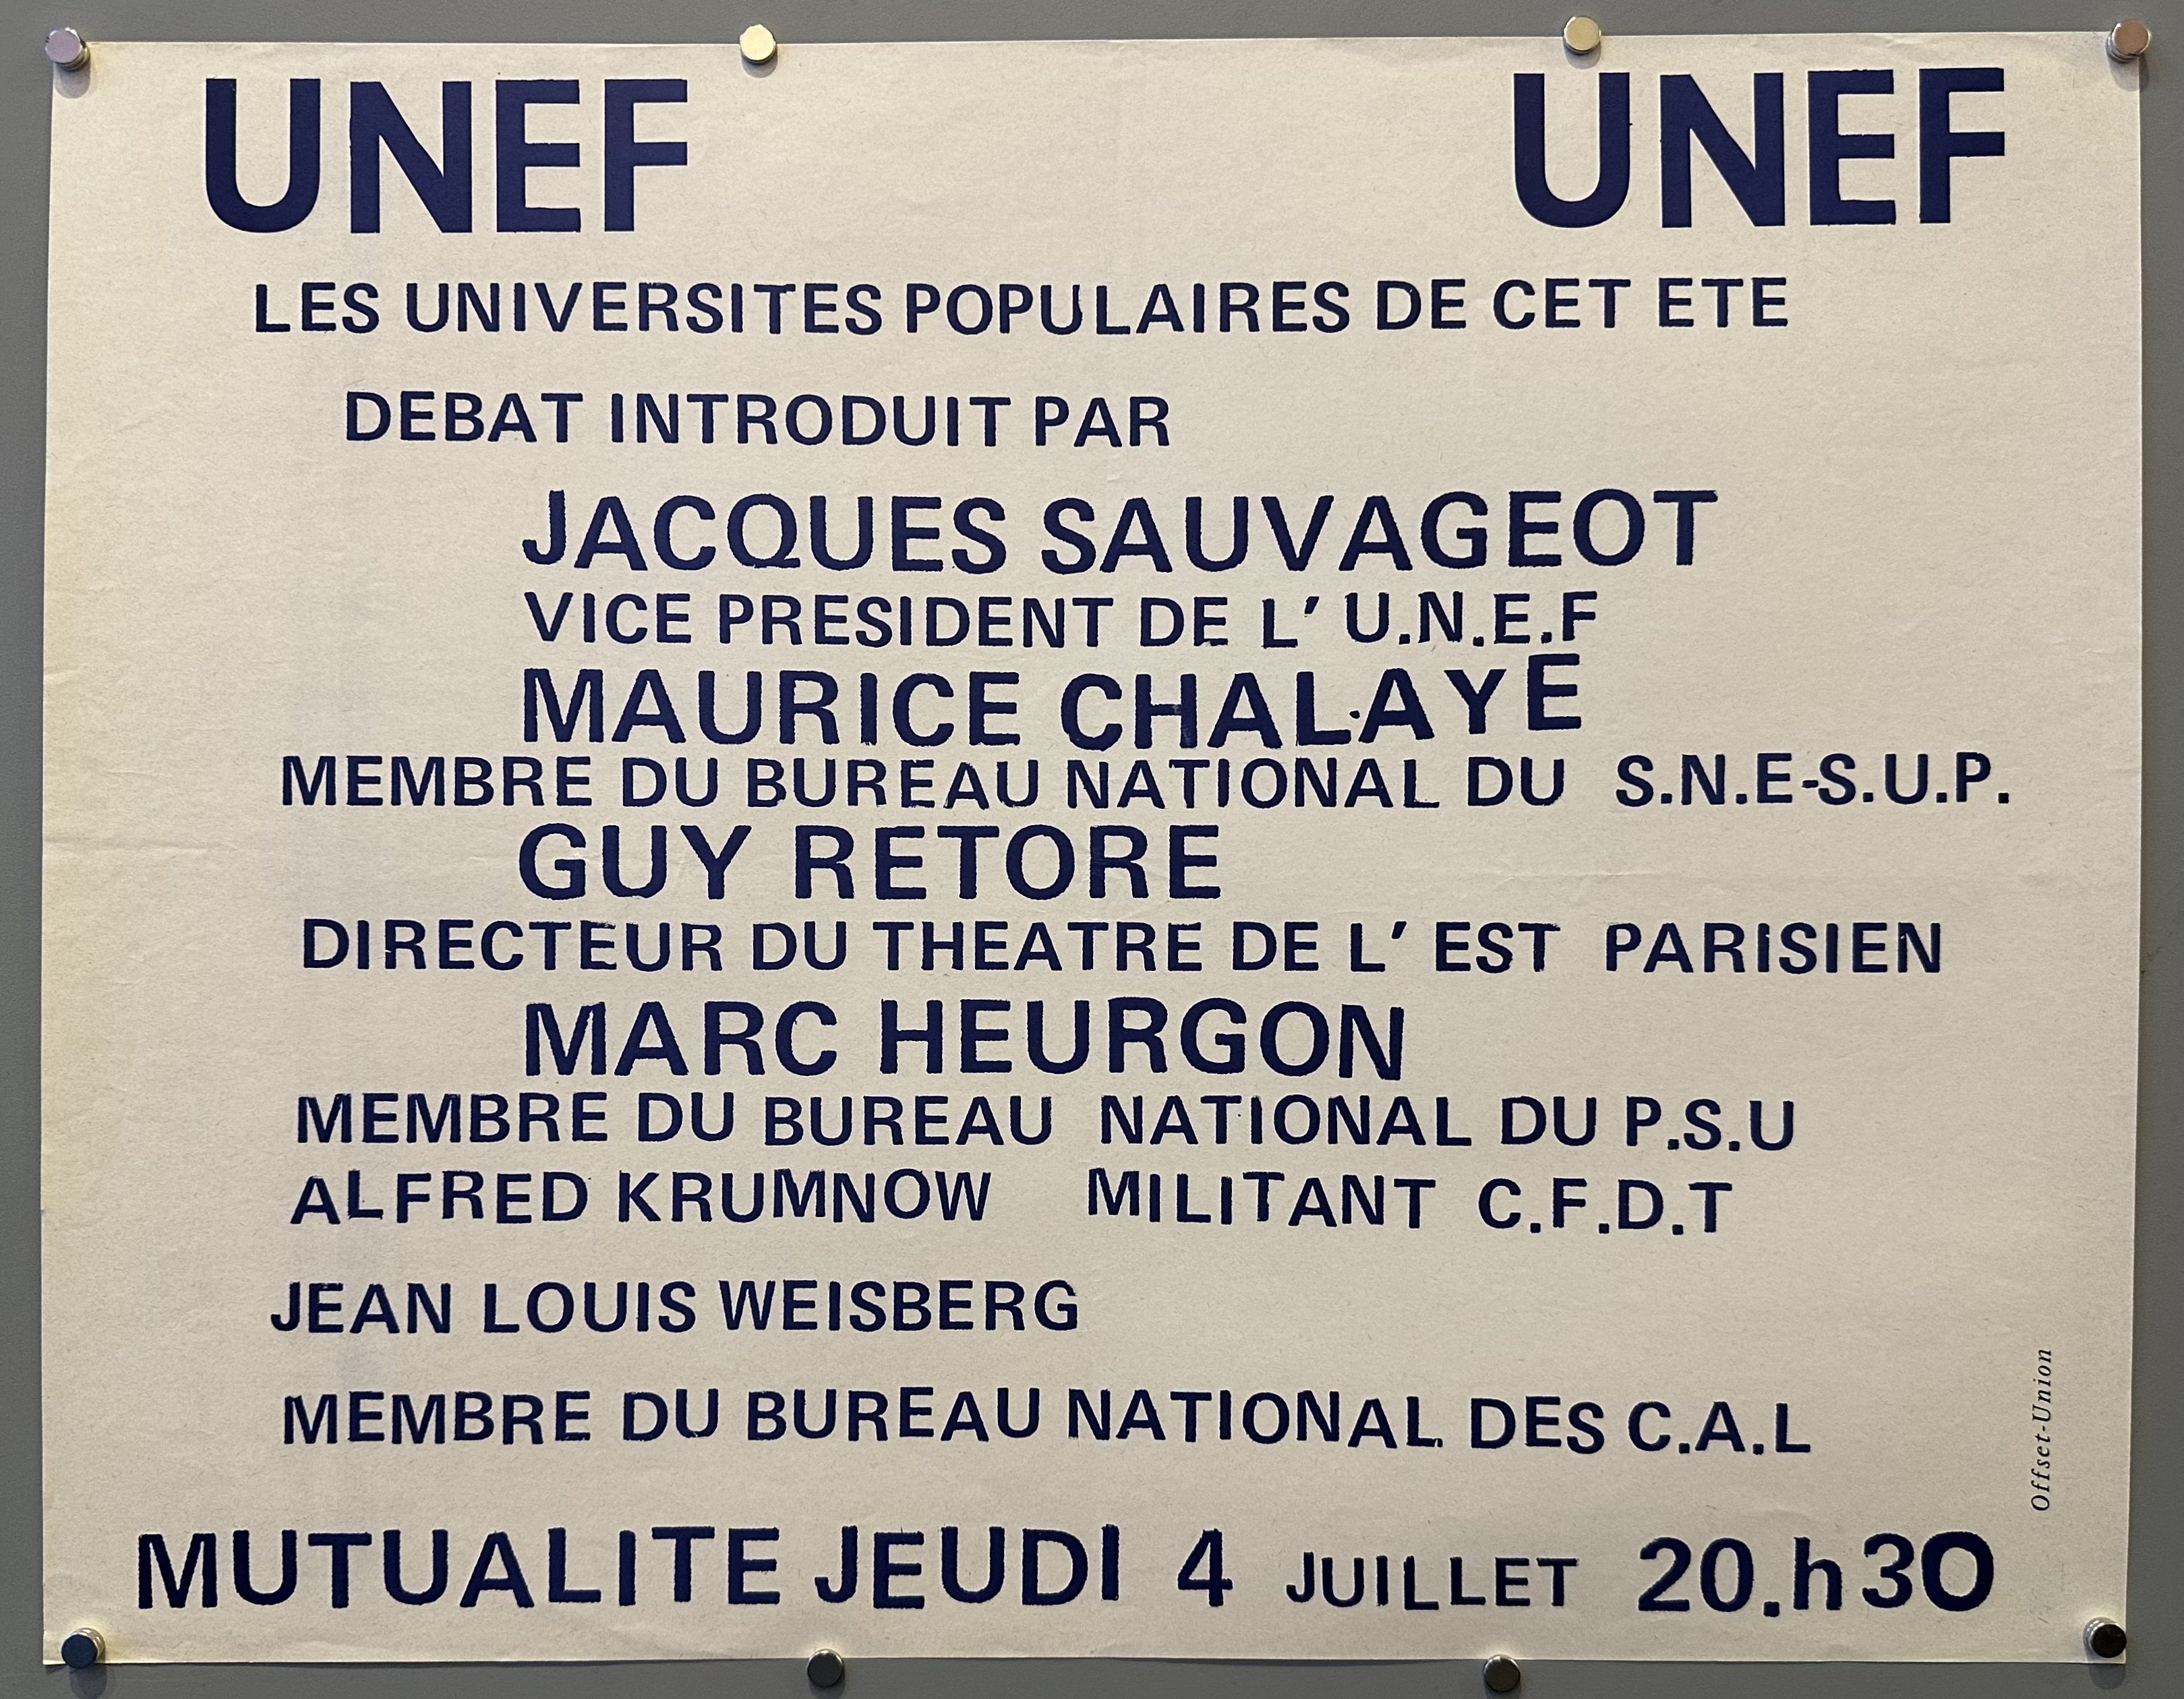 UNEF UNEF
LES UNIVERSITES POPULAIRES DE CET ETE
DEBAT INTRODUIT PAR
JACQUES SAUVAGEOT
VICE PRESIDENT DE L' U.N.E.F
MAURICE CHALAYE
MEMBRE DU BUREAU NATIONAL DU S.N.E-S.U.P.
GUY RETORE
DIRECTEUR DU THEATRE DE L' EST PARISIEN
MARC HEURGON
MEMBRE DU BUREAU NATIONAL DU P.S.U
ALFRED KRUMNOW MILITANT C.F.D.T
JEAN LOUIS WEISBERG
MEMBRE DU BUREAU NATIONAL DES C.A.L
MUTUALITE JEUDI 4 JUILLET 20.h30
Offset-Union